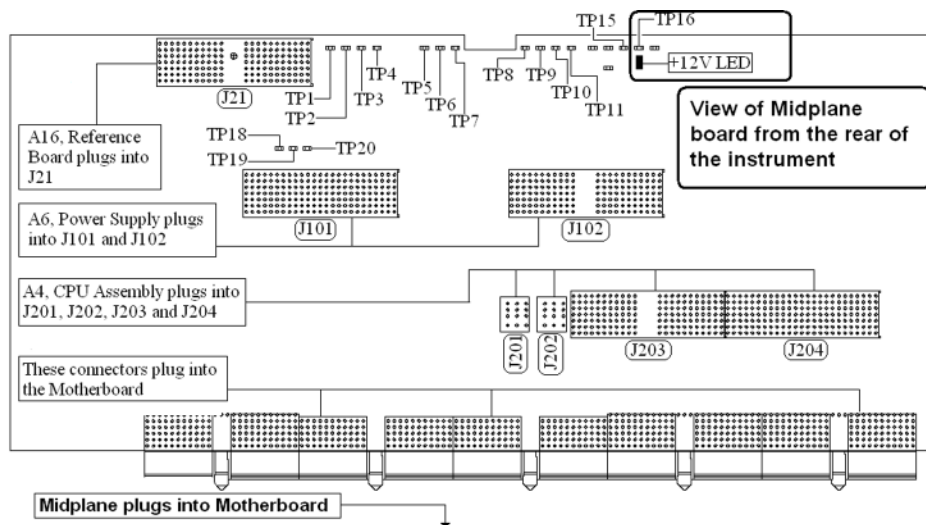 TP15
TP16
+12V LED
TP4
TP1
TP3
TP2
TP5
TP6
TP7
TP8
TP9
TP10
TP11
J21
View of Midplane
board from the rear of
the instrument
A16, Reference
Board plugs into
J21
TP18
TP19
TP20
J101
J102
A6, Power Supply plugs
into J101 and J102
A4, CPU Assembly plugs into
J201, J202, J203 and J204
J201
J202
J203
J204
These connectors plug into
the Motherboard
Midplane plugs into Motherboard